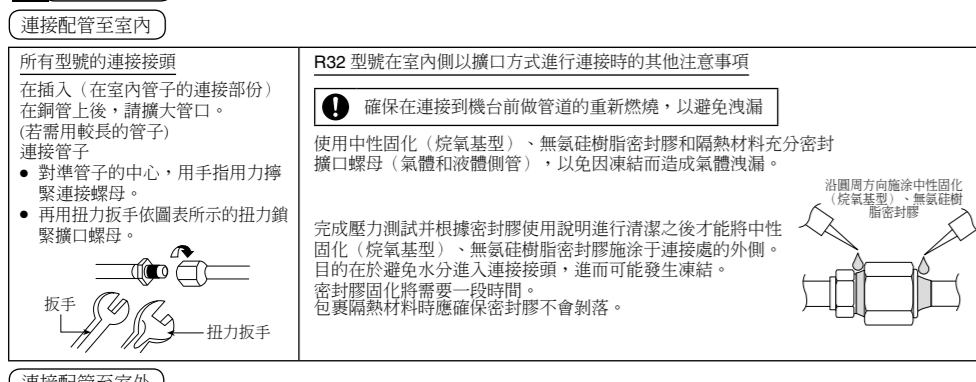 連接配管至室內
所有型號的連接接頭
在插入（在室內管子的連接部份）
在銅管上後，請擴大管口。
(若需用較長的管子)
連接管子
● 對準管子的中心，用手指用力擰
緊連接螺母。
● 再用扭力扳手依圖表所示的扭力鎖
緊擴口螺母。
扳手
扭力扳手
R32 型號在室內側以擴口方式進行連接時的其他注意事項
確保在連接到機台前做管道的重新燃燒，以避免洩漏
使用中性固化（烷氧基型）、無氨硅樹脂密封膠和隔熱材料充分密封
擴口螺母（氣體和液體側管），以免因凍結而造成氣體洩漏。
沿圓周方向施涂中性固化
（烷氧基型）、無氨硅樹
脂密封膠
完成壓力測試并根據密封膠使用說明進行清潔之後才能將中性
固化（烷氧基型）、無氨硅樹脂密封膠施涂于連接處的外側。
目的在於避免水分進入連接接頭，進而可能發生凍結。
密封膠固化將需要一段時間。
包裹隔熱材料時應確保密封膠不會剝落。
連接配管至室外